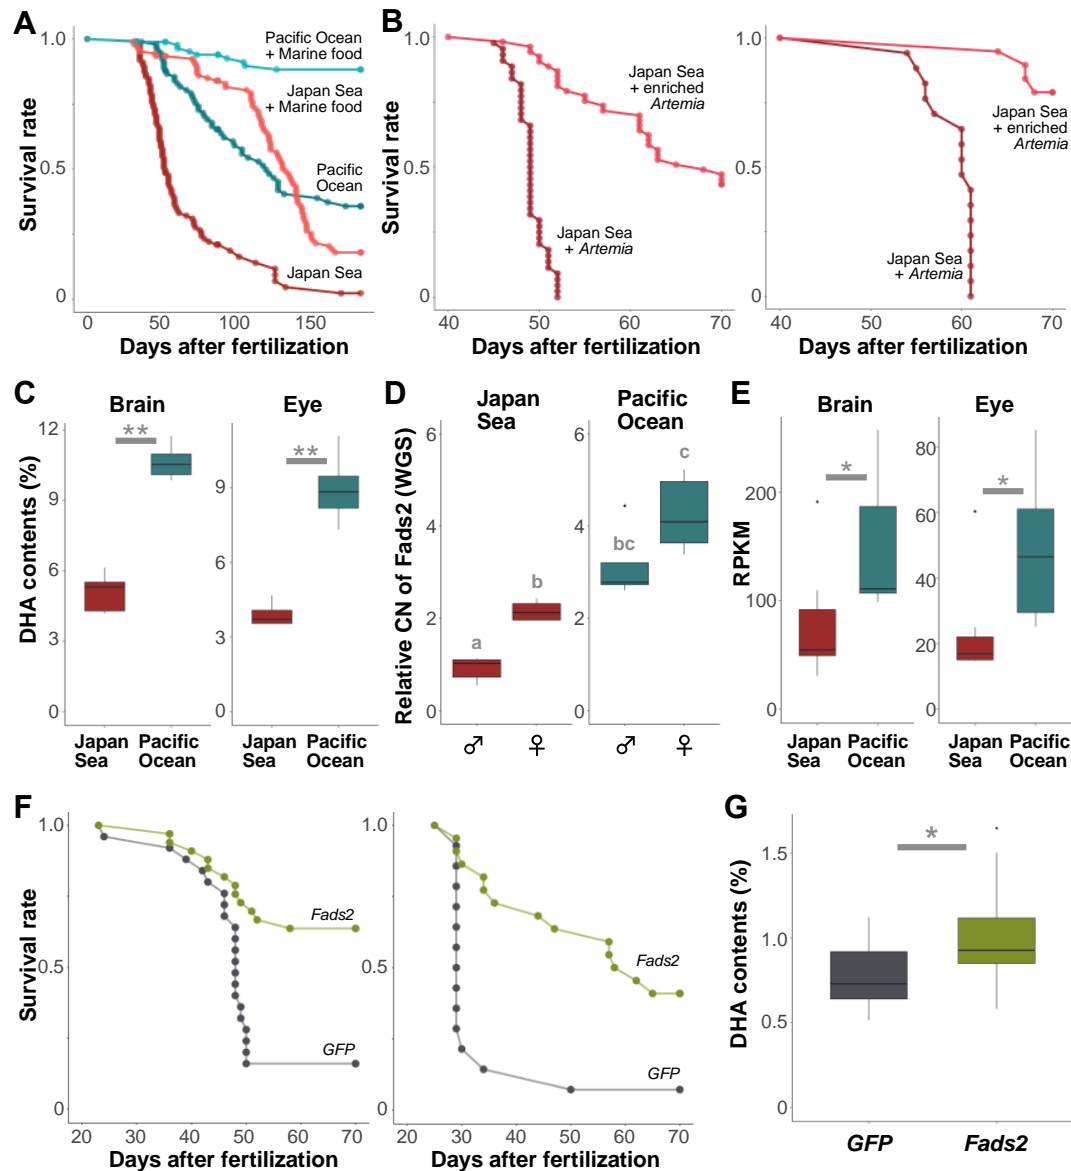 A
1.0
0.5
0
Survival rate
Pacific Ocean
+ Marine food
Japan Sea
+ Marine food
Pacific
Ocean
Japan Sea
0 50 100 150
Days after fertilization
B
1.0
0.5
0
Survival rate
Japan Sea
+ enriched
Artemia
Japan Sea
+ Artemia
40 50 60 70
Days after fertilization
1.0
0.5
0
Japan Sea
+ enriched
Artemia
Japan Sea
+ Artemia
40 50 60 70
Days after fertilization
C
Brain
Eye
DHA contents (%)
12
9
6
3
0
**
9
6
3
0
**
Japan
Sea
Pacific
Ocean
Japan
Sea
Pacific
Ocean
D
Japan
Sea
Pacific
Ocean
Relative CN of Fads2 (WGS)
6
4
2
0
a
b
♂ ♀
6
4
2
0
bc
c
♂ ♀
E
Brain
Eye
RPKM
200
100
0
*
80
60
40
20
0
*
Japan
Sea
Pacific
Ocean
Japan
Sea
Pacific
Ocean
F
1.0
0.5
0
Survival rate
Fads2
GFP
20 30 40 50 60 70
Days after fertilization
1.0
0.5
0
Fads2
GFP
20 30 40 50 60 70
Days after fertilization
G
DHA contents (%)
1.5
1.0
0.5
0
*
GFP Fads2